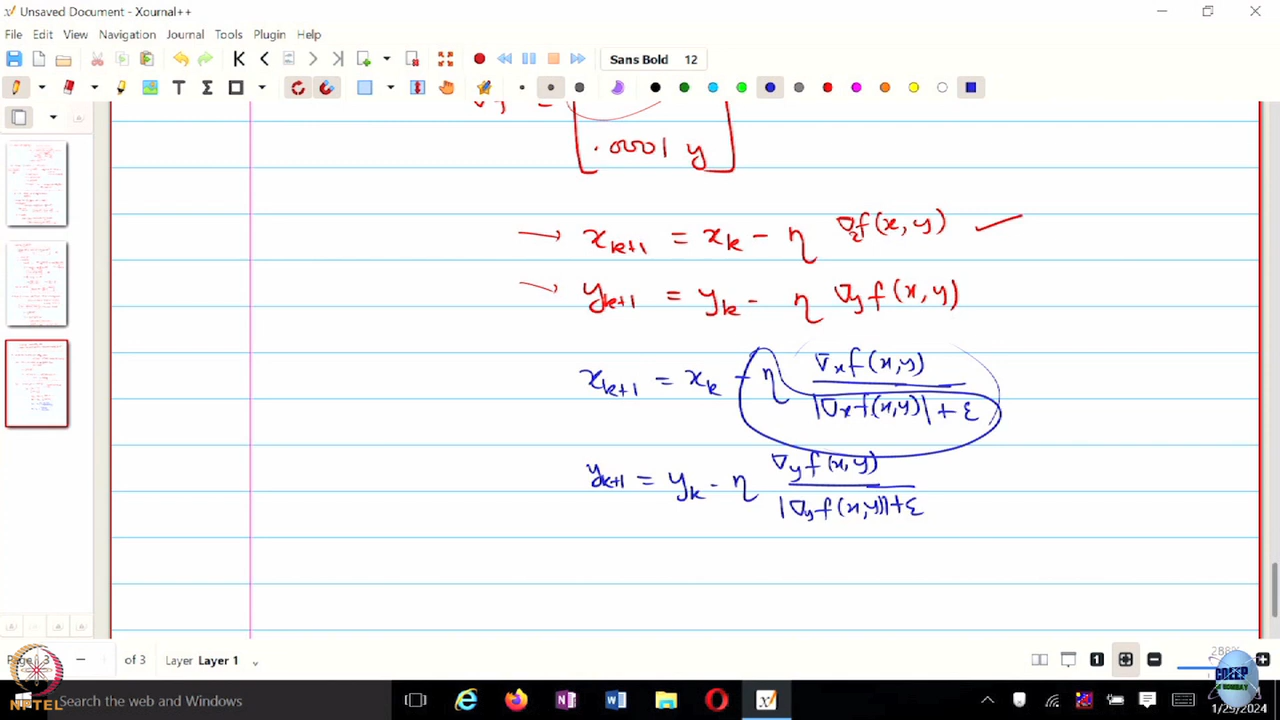 Unsaved Document - Xournal++
File Edit View Navigation Journal Tools Plugin Help
Sans Bold 12
.0001 y
x_{k+1} = x_k - η ∇_x f(x, y)
y_{k+1} = y_k - η ∇_y f(x, y)
x_{k+1} = x_k - η ∇_x f(x, y) / |∇_x f(x, y)| + ε
y_{k+1} = y_k - η ∇_y f(x, y) / |∇_y f(x, y)| + ε
of 3 Layer Layer 1
288%
Search the web and Windows
NPTEL
1/29/2024